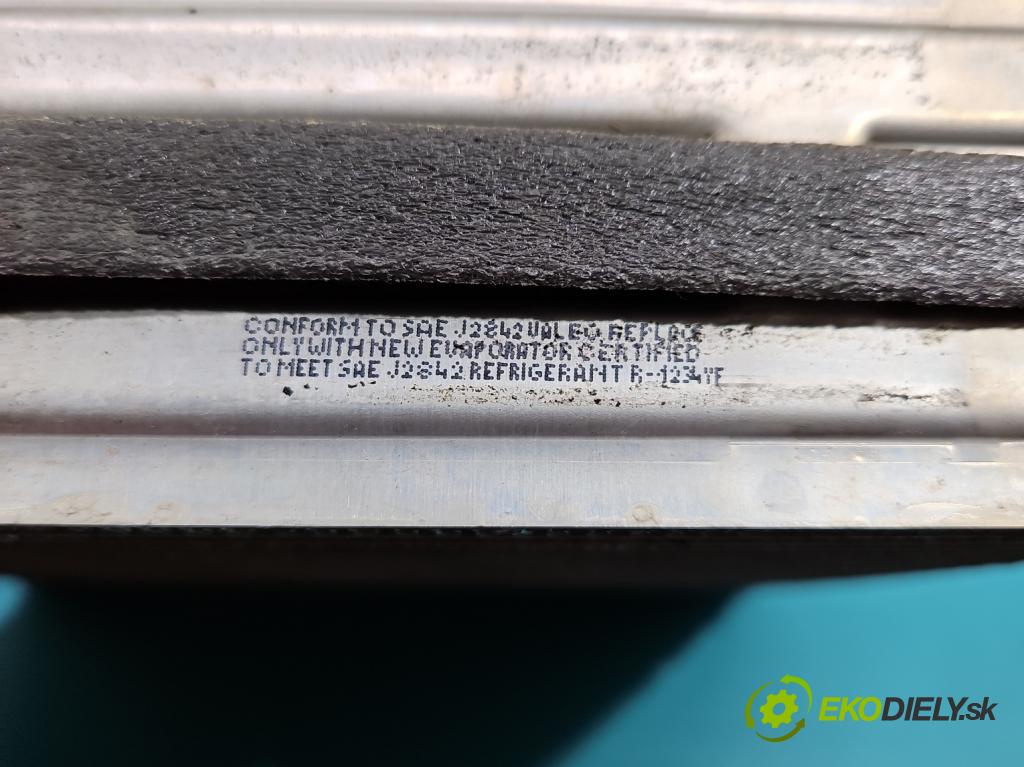 CONFORM TO SAE J2842 VALEO. REPLACE
ONLY WITH NEW EVAPORATOR CERTIFIED
TO MEET SAE J2842 REFRIGERANT R-1234YF
EKODIELY.sk